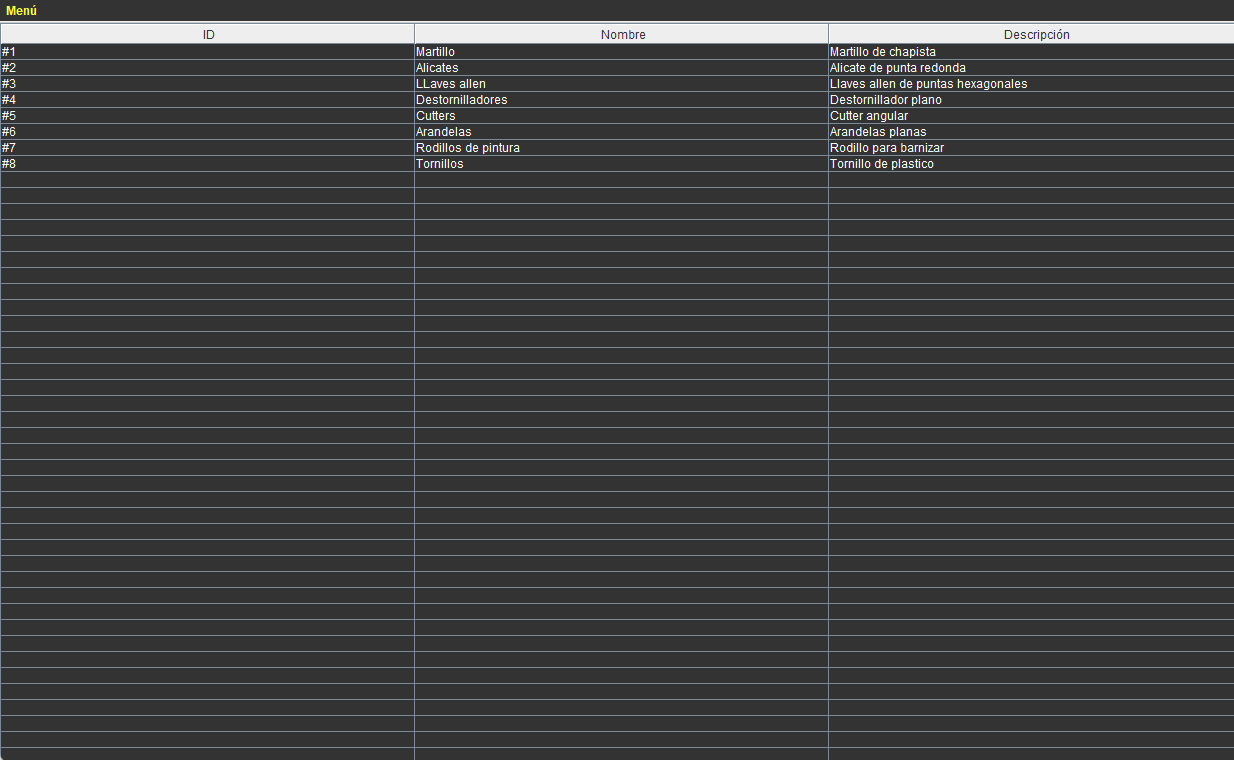 Menú
ID Nombre Descripción
#1 Martillo Martillo de chapista
#2 Alicates Alicate de punta redonda
#3 LLaves allen Llaves allen de puntas hexagonales
#4 Destornilladores Destornillador plano
#5 Cutters Cutter angular
#6 Arandelas Arandelas planas
#7 Rodillos de pintura Rodillo para barnizar
#8 Tornillos Tornillo de plastico